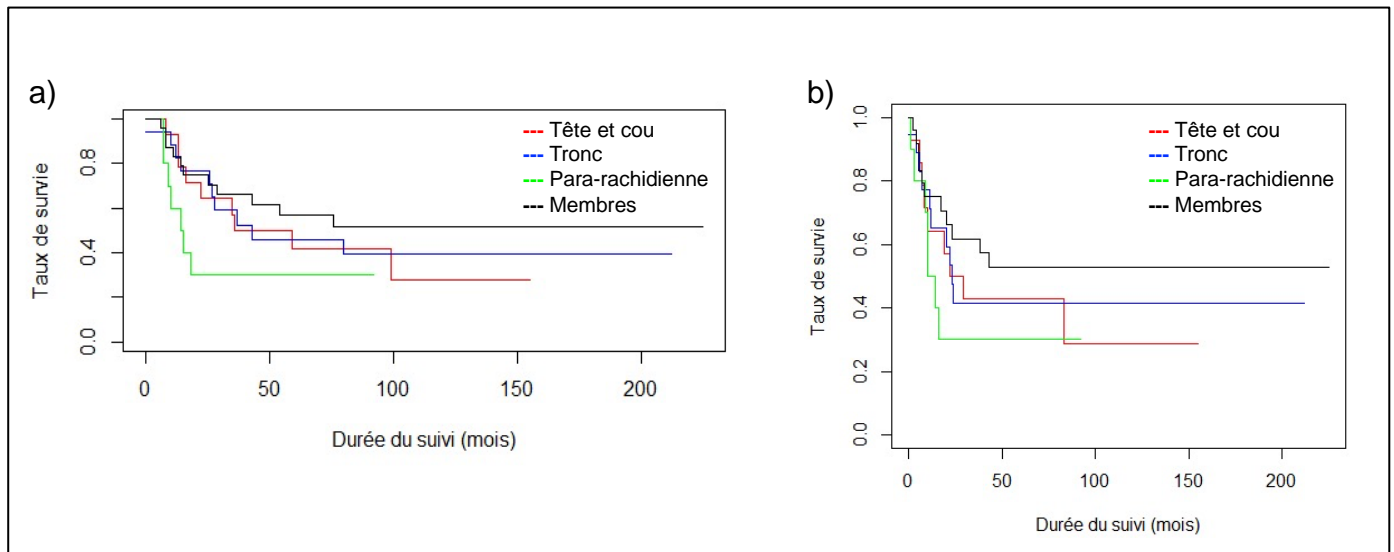 a)
Taux de survie
0.0
0.4
0.8
--- Tête et cou
--- Tronc
--- Para-rachidienne
--- Membres
0 50 100 150 200
Durée du suivi (mois)
b)
Taux de survie
0.0
0.2
0.4
0.6
0.8
1.0
--- Tête et cou
--- Tronc
--- Para-rachidienne
--- Membres
0 50 100 150 200
Durée du suivi (mois)